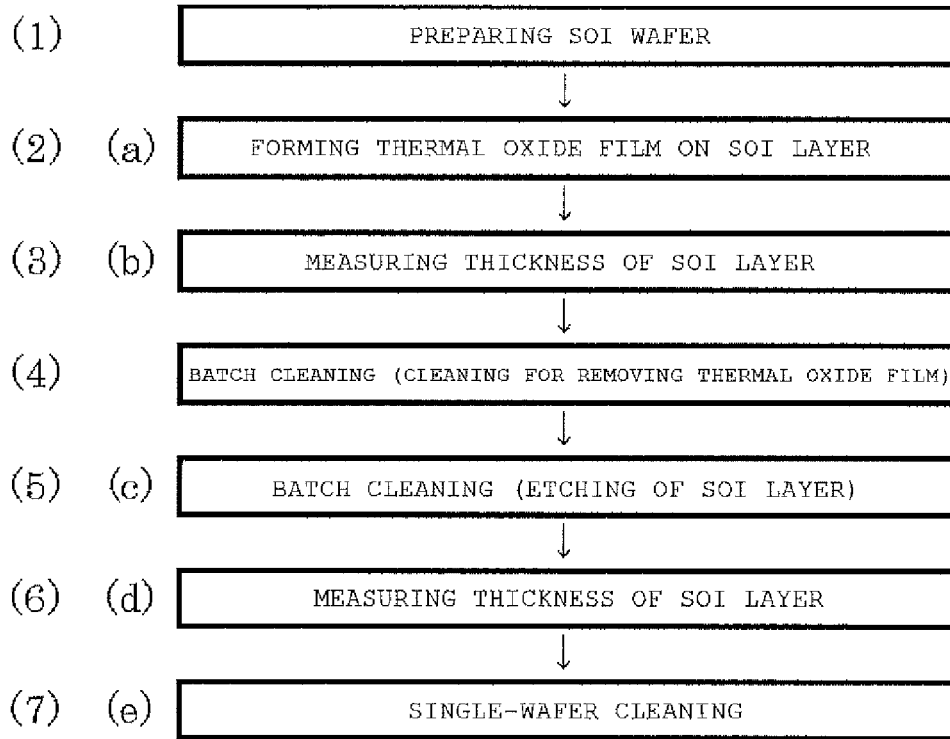 (1) PREPARING SOI WAFER
(2) (a) FORMING THERMAL OXIDE FILM ON SOI LAYER
(3) (b) MEASURING THICKNESS OF SOI LAYER
(4) BATCH CLEANING (CLEANING FOR REMOVING THERMAL OXIDE FILM)
(5) (c) BATCH CLEANING (ETCHING OF SOI LAYER)
(6) (d) MEASURING THICKNESS OF SOI LAYER
(7) (e) SINGLE-WAFER CLEANING